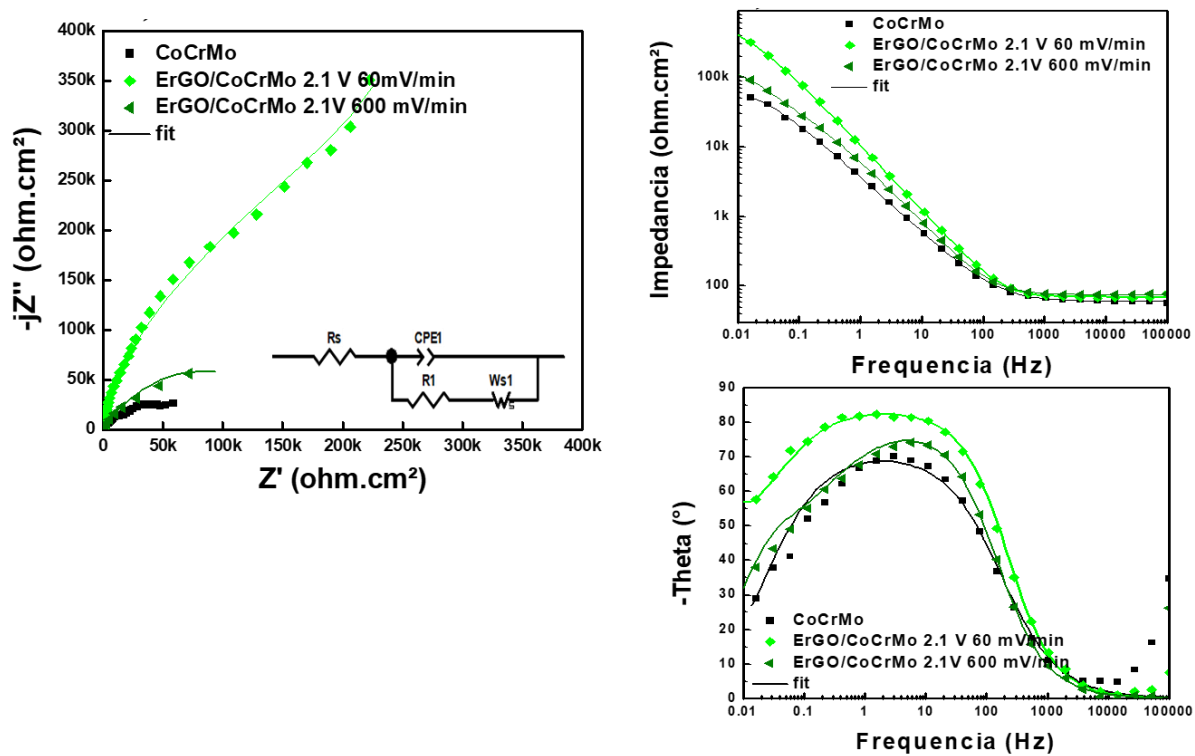 400k
350k
300k
250k
200k
150k
100k
50k
0
-jZ'' (ohm.cm²)
CoCrMo
ErGO/CoCrMo 2.1 V 60mV/min
ErGO/CoCrMo 2.1V 600 mV/min
fit
Rs
CPE1
R1
Ws1
0 50k 100k 150k 200k 250k 300k 350k 400k
Z' (ohm.cm²)
100k
10k
1k
100
Impedancia (ohm.cm²)
CoCrMo
ErGO/CoCrMo 2.1 V 60 mV/min
ErGO/CoCrMo 2.1V 600 mV/min
fit
0.01 0.1 1 10 100 1000 10000 100000
Frequencia (Hz)
90
80
70
60
50
40
30
20
10
0
-Theta (°)
CoCrMo
ErGO/CoCrMo 2.1 V 60 mV/min
ErGO/CoCrMo 2.1V 600 mV/min
fit
0.01 0.1 1 10 100 1000 10000 100000
Frequencia (Hz)